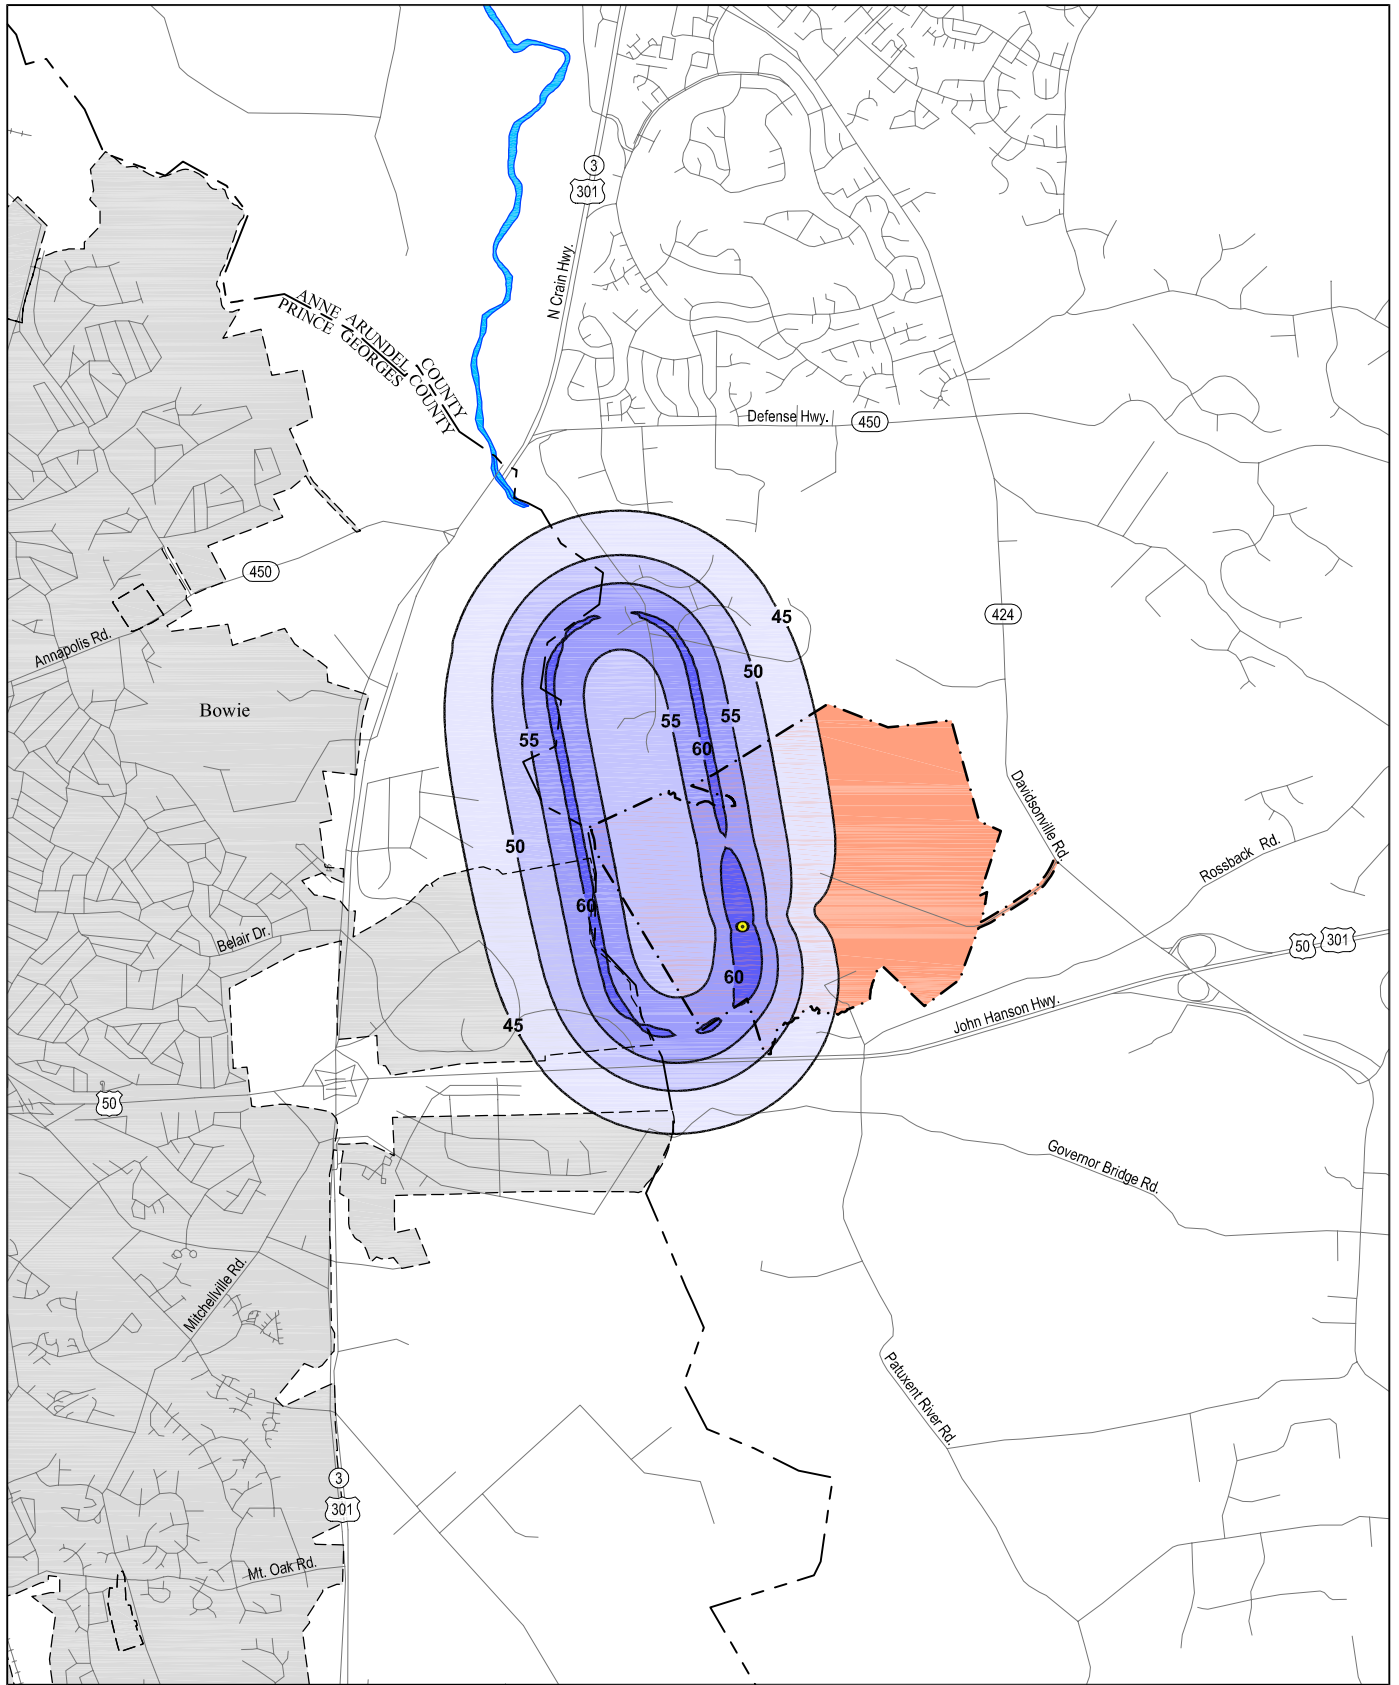 3
301
N Crain Hwy.
ANNE ARUNDEL COUNTY
PRINCE GEORGES COUNTY
Defense Hwy.
450
450
45
424
Annapolis Rd.
50
Bowie
55
55
55
60
Davidsonville Rd.
50
Rossback Rd.
60
Belair Dr.
50
301
60
45
John Hanson Hwy.
50
Governor Bridge Rd.
Mitchellville Rd.
Patuxent River Rd.
3
301
Mt. Oak Rd.